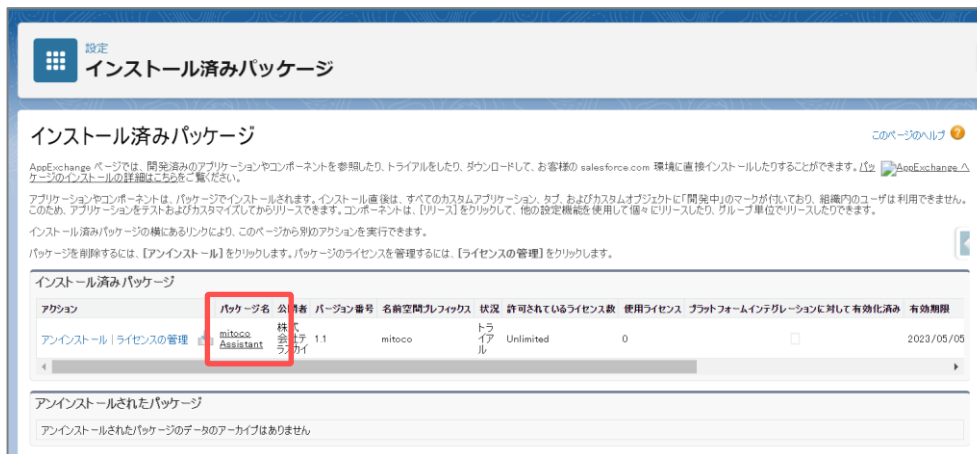 設定
インストール済みパッケージ
インストール済みパッケージ
このページのヘルプ
AppExchange ページでは、開発済みのアプリケーションやコンポーネントを参照したり、トライアルをしたり、ダウンロードして、お客様の salesforce.com 環境に直接インストールしたりすることができます。パッ AppExchange へ
ケージのインストールの詳細はこちらをご覧ください。
アプリケーションやコンポーネントは、パッケージでインストールされます。インストール直後は、すべてのカスタムアプリケーション、タブ、およびカスタムオブジェクトに「開発中」のマークが付いており、組織内のユーザは利用できません。
このため、アプリケーションをテストおよびカスタマイズしてからリリースできます。コンポーネントは、[リリース] をクリックして、他の設定機能を使用して個々にリリースしたり、グループ単位でリリースしたりできます。
インストール済みパッケージの横にあるリンクにより、このページから別のアクションを実行できます。
パッケージを削除するには、[アンインストール] をクリックします。パッケージのライセンスを管理するには、[ライセンスの管理] をクリックします。
インストール済みパッケージ
アクション パッケージ名 公開者 バージョン番号 名前空間プレフィックス 状況 許可されているライセンス数 使用ライセンス プラットフォームインテグレーションに対して有効化済み 有効期限
アンインストール | ライセンスの管理 mitoco Assistant 株式会社テラスカイ 1.1 mitoco トライアル Unlimited 0 2023/05/05
アンインストールされたパッケージ
アンインストールされたパッケージのデータのアーカイブはありません